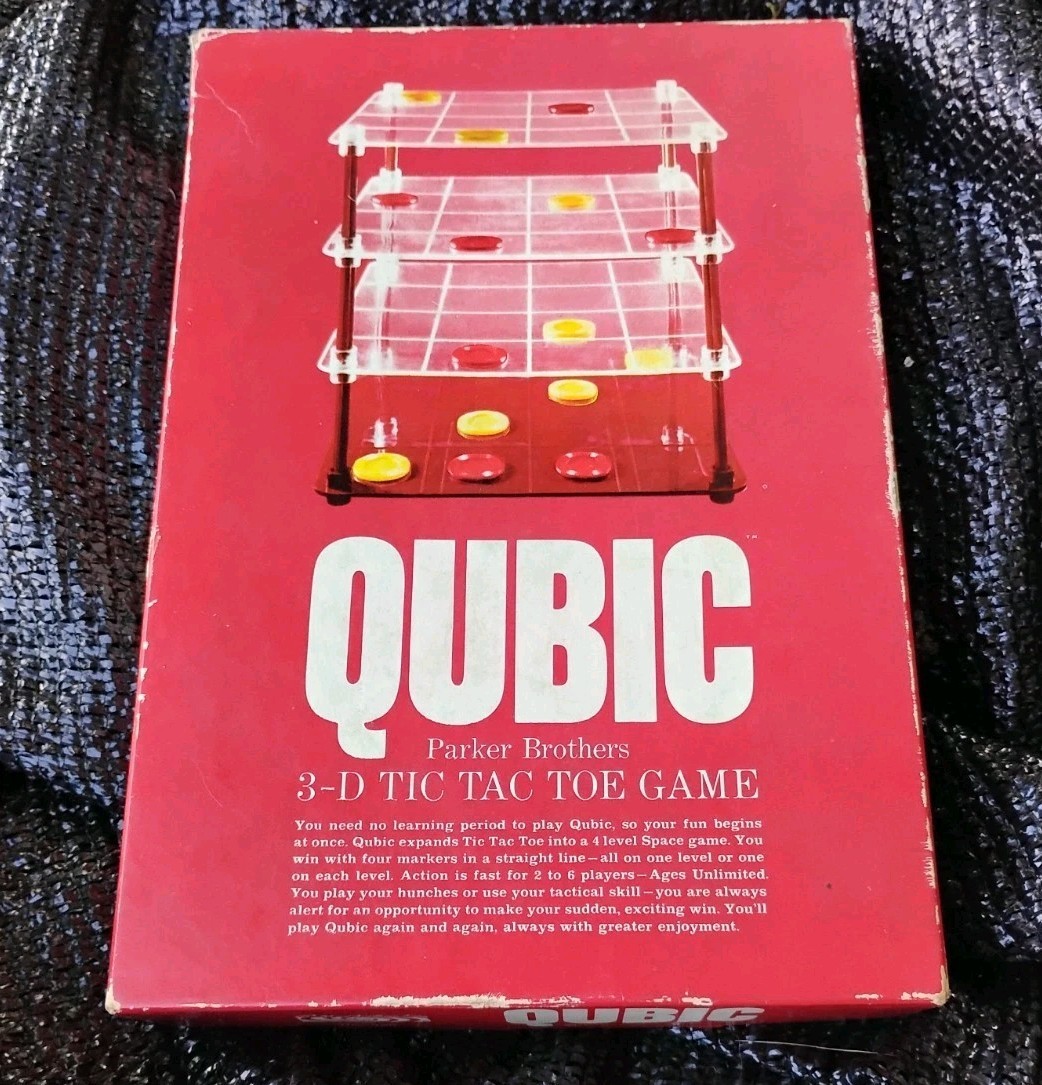 QUBIC™
Parker Brothers
3-D TIC TAC TOE GAME
You need no learning period to play Qubic, so your fun begins
at once. Qubic expands Tic Tac Toe into a 4 level Space game. You
win with four markers in a straight line—all on one level or one
on each level. Action is fast for 2 to 6 players—Ages Unlimited.
You play your hunches or use your tactical skill—you are always
alert for an opportunity to make your sudden, exciting win. You'll
play Qubic again and again, always with greater enjoyment.
QUBIC